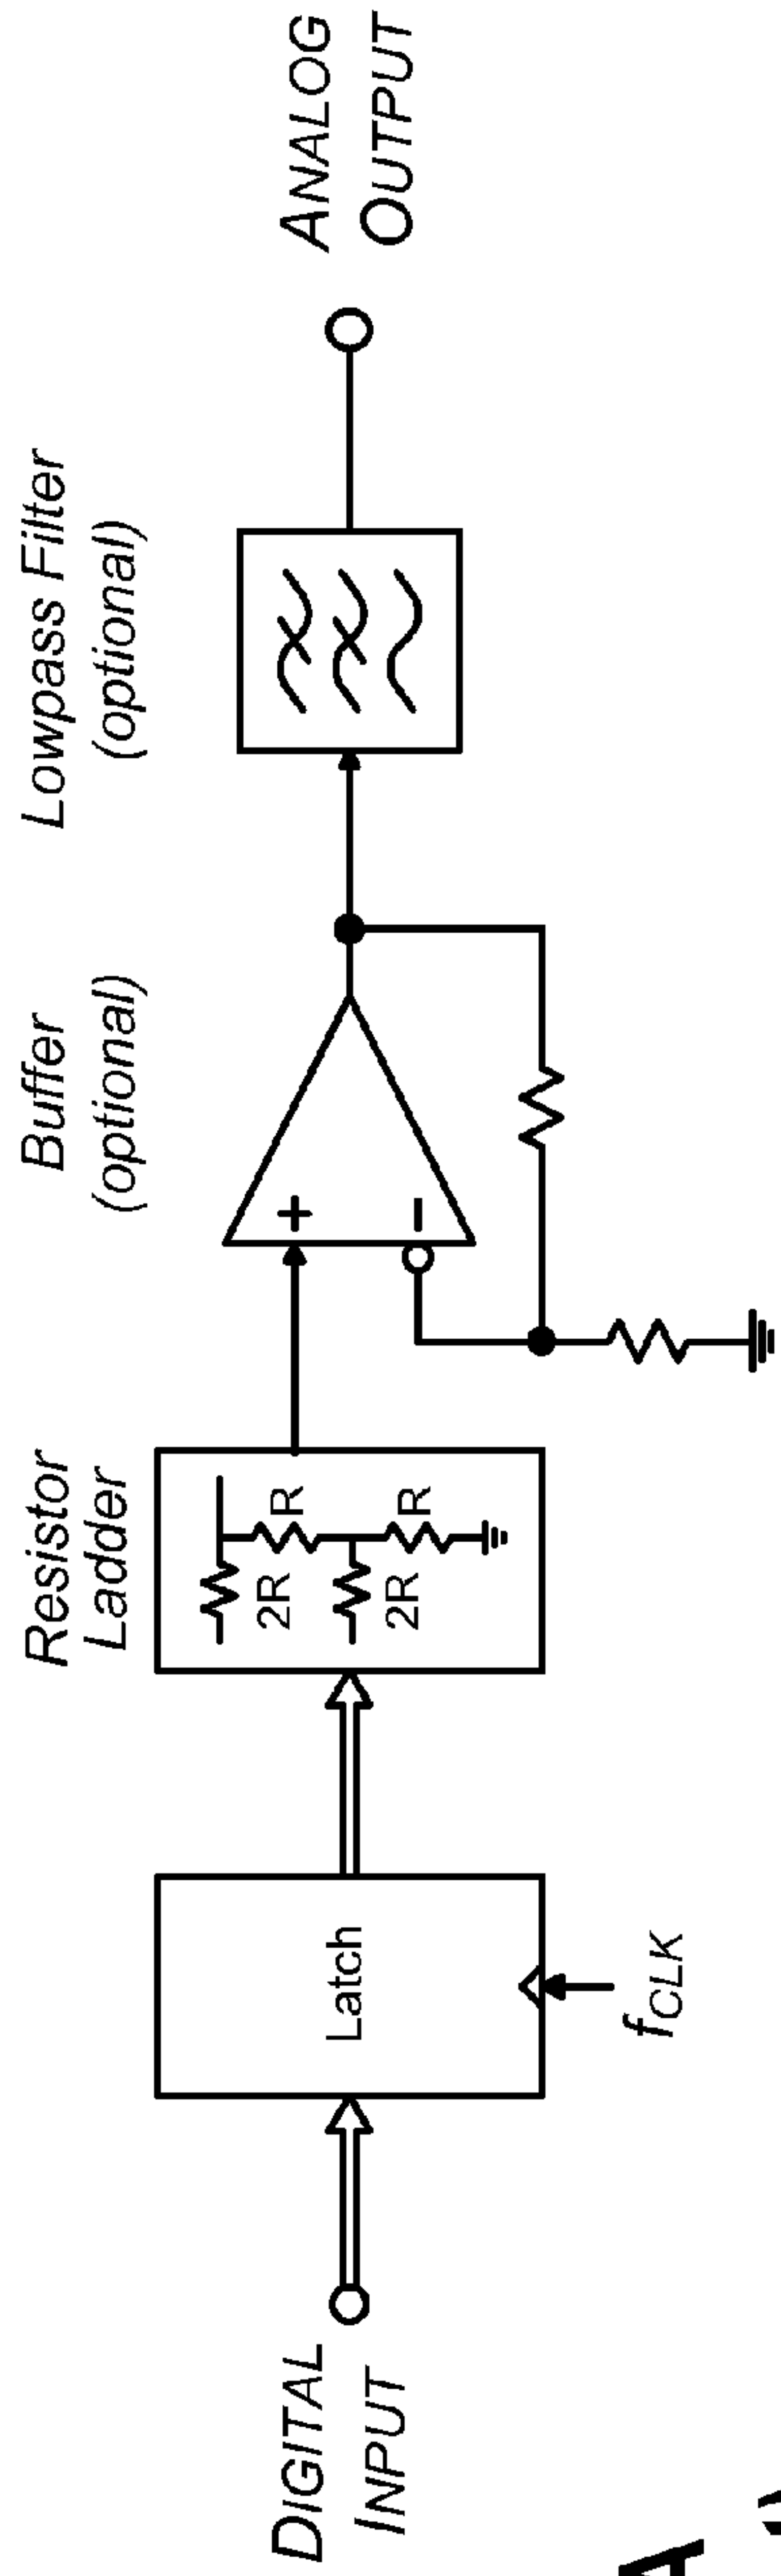 DIGITAL
INPUT
Latch
fCLK
Resistor
Ladder
2R
R
2R
R
Buffer
(optional)
+
−
Lowpass Filter
(optional)
ANALOG
OUTPUT